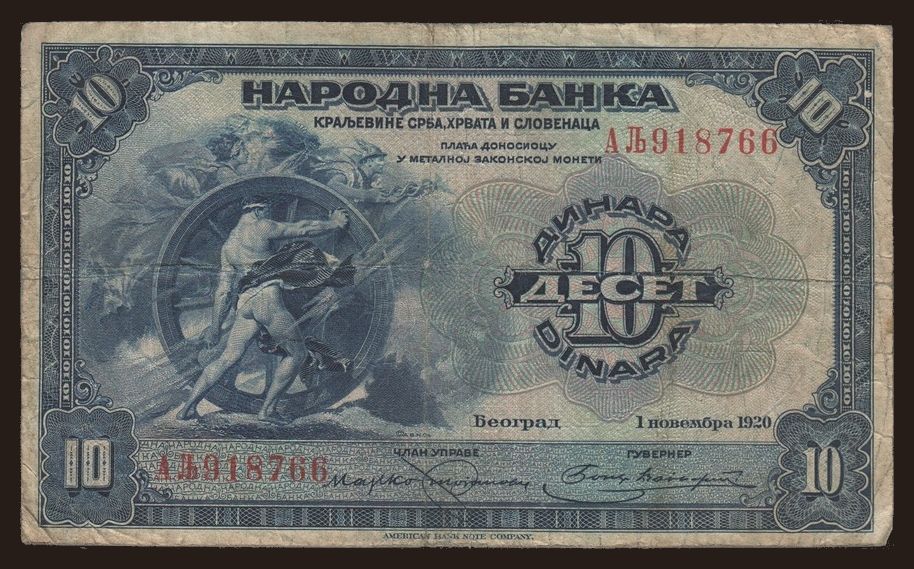 10
10
НАРОДНА БАНКА
КРАЉЕВИНЕ СРБА, ХРВАТА И СЛОВЕНАЦА
ПЛАЋА ДОНОСИОЦУ
У МЕТАЛНОЈ ЗАКОНСКОЈ МОНЕТИ
АЉ918766
ДИНАРА
10
ДЕСЕТ
DINARA
Београд 1 новембра 1920
10
АЉ918766
ЧЛАН УПРАВЕ
ГУВЕРНЕР
10
AMERICAN BANK NOTE COMPANY.